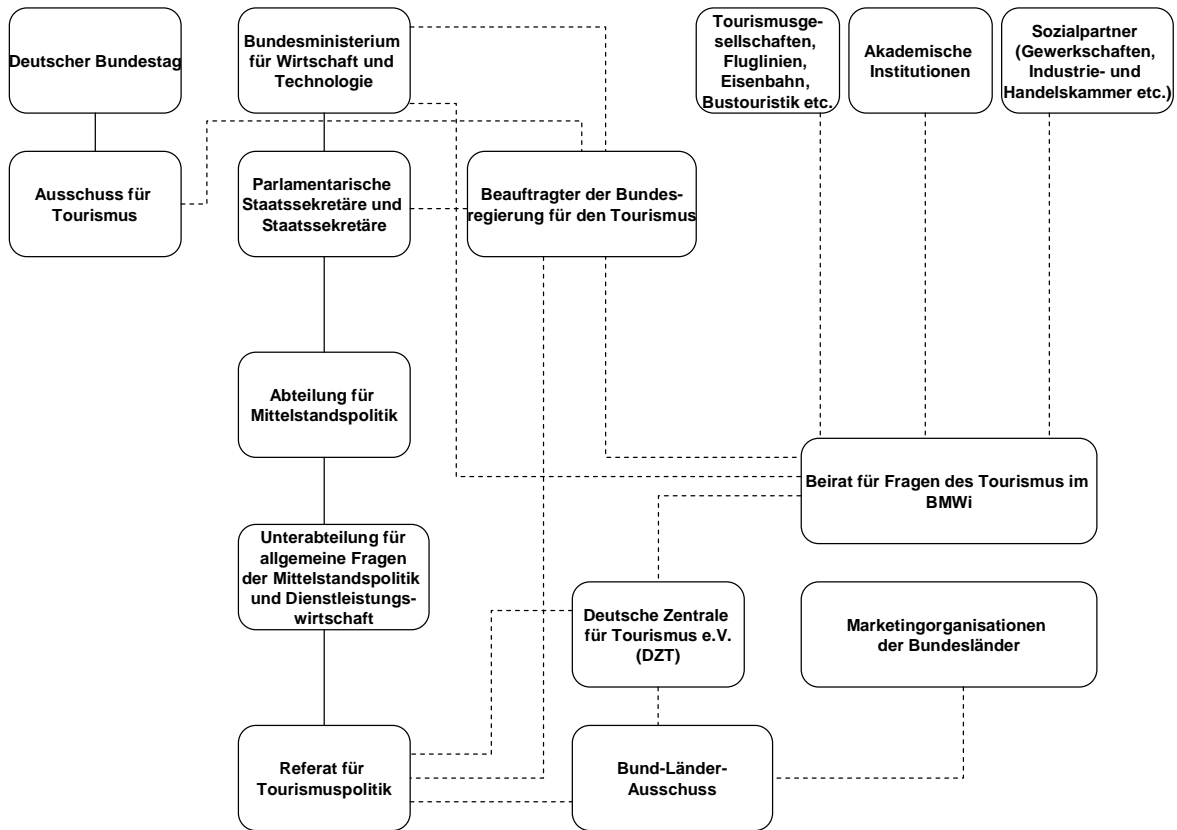 Deutscher Bundestag
Bundesministerium
für Wirtschaft und
Technologie
Tourismusge-
sellschaften,
Fluglinien,
Eisenbahn,
Bustouristik etc.
Akademische
Institutionen
Sozialpartner
(Gewerkschaften,
Industrie- und
Handelskammer etc.)
Ausschuss für
Tourismus
Parlamentarische
Staatssekretäre und
Staatssekretäre
Beauftragter der Bundes-
regierung für den Tourismus
Abteilung für
Mittelstandspolitik
Beirat für Fragen des Tourismus im
BMWi
Unterabteilung für
allgemeine Fragen
der Mittelstandspolitik
und Dienstleistungs-
wirtschaft
Deutsche Zentrale
für Tourismus e.V.
(DZT)
Marketingorganisationen
der Bundesländer
Referat für
Tourismuspolitik
Bund-Länder-
Ausschuss